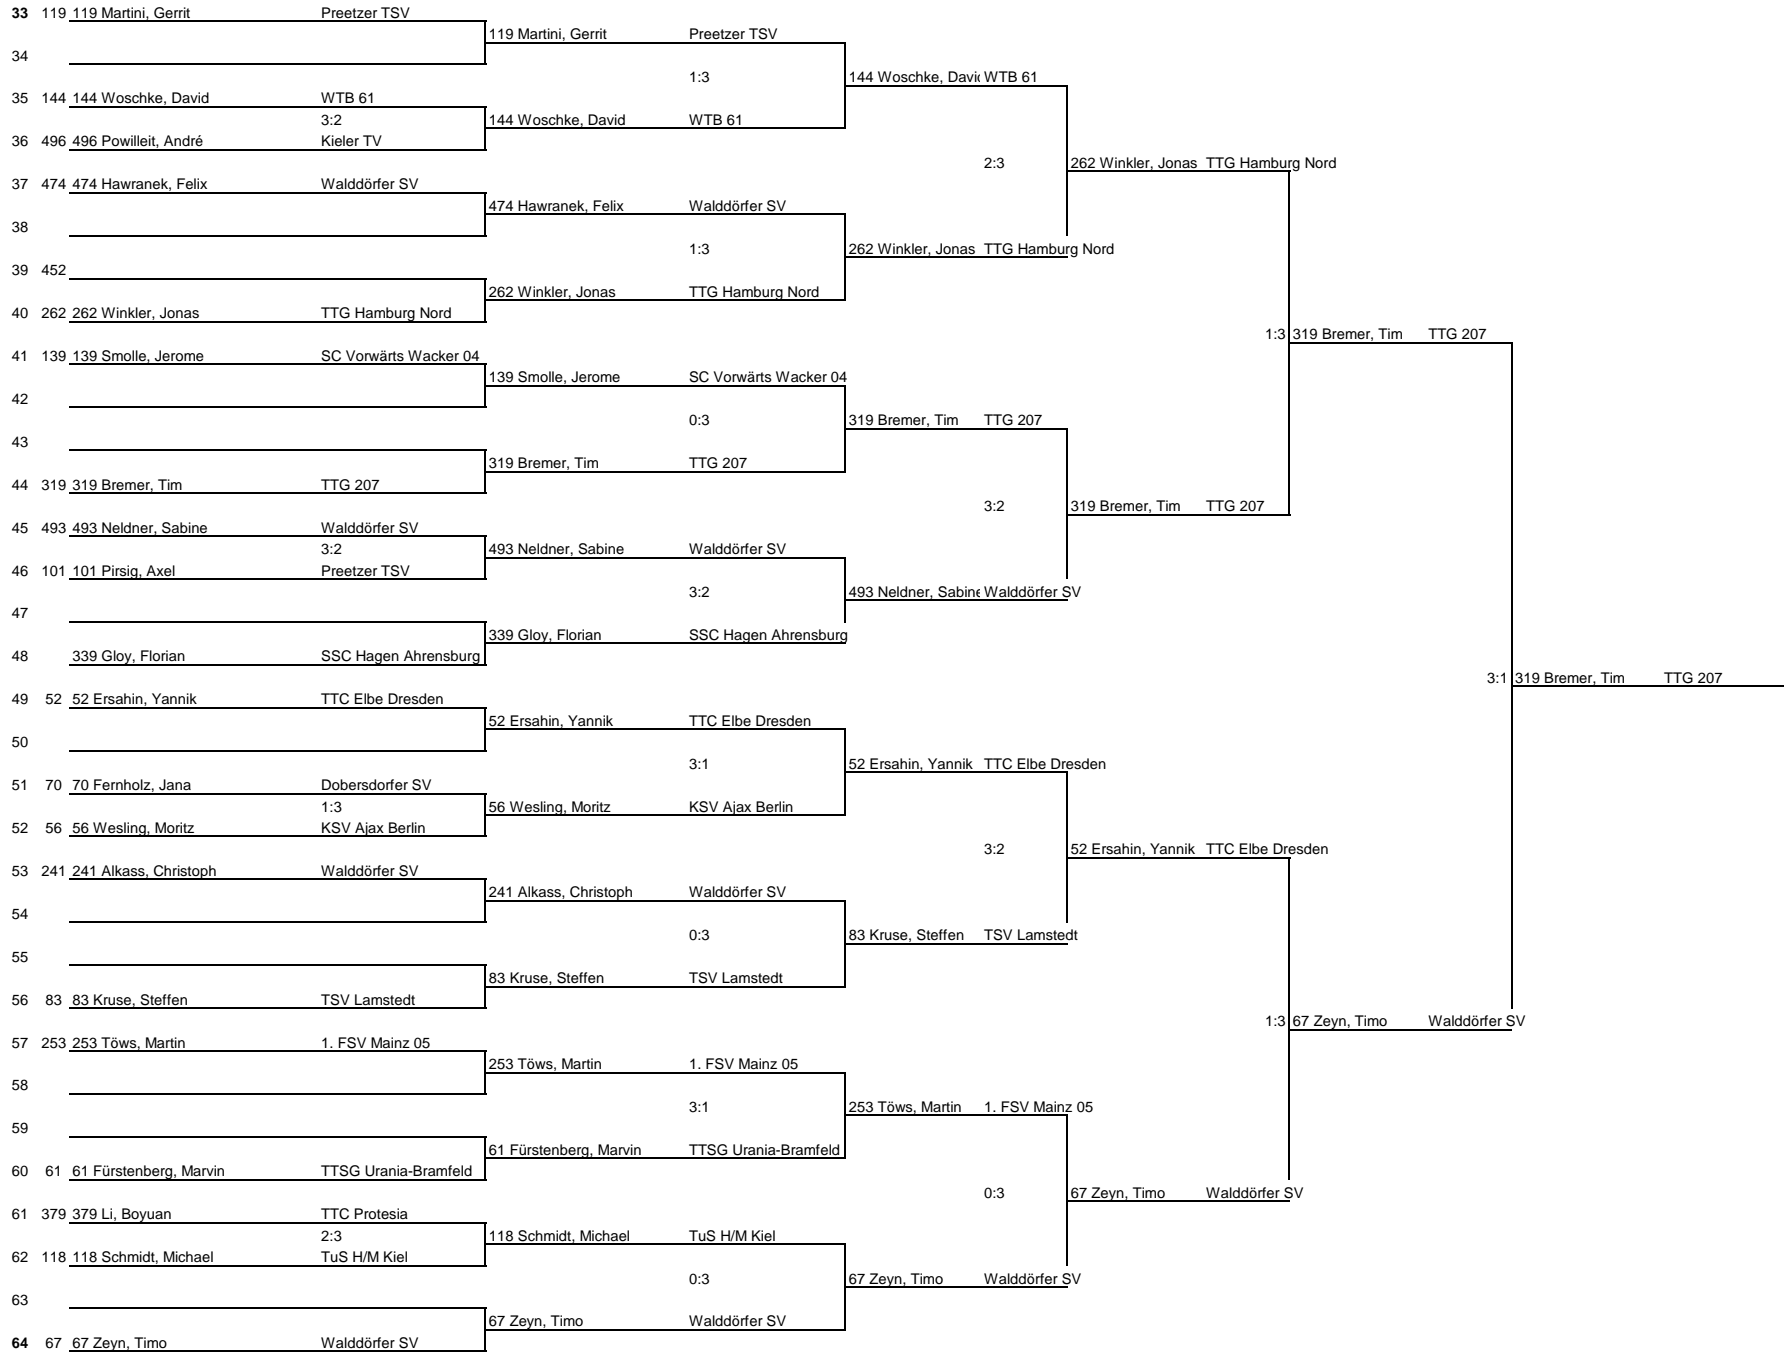 33 119 119 Martini, Gerrit Preetzer TSV
119 Martini, Gerrit Preetzer TSV
34
1:3 144 Woschke, Davi WTB 61
35 144 144 Woschke, David WTB 61
3:2 144 Woschke, David WTB 61
36 496 496 Powilleit, André Kieler TV
2:3 262 Winkler, Jonas TTG Hamburg Nord
37 474 474 Hawranek, Felix Walddörfer SV
474 Hawranek, Felix Walddörfer SV
38
1:3 262 Winkler, Jonas TTG Hamburg Nord
39 452
262 Winkler, Jonas TTG Hamburg Nord
40 262 262 Winkler, Jonas TTG Hamburg Nord
1:3 319 Bremer, Tim TTG 207
41 139 139 Smolle, Jerome SC Vorwärts Wacker 04
139 Smolle, Jerome SC Vorwärts Wacker 04
42
0:3 319 Bremer, Tim TTG 207
43
319 Bremer, Tim TTG 207
44 319 319 Bremer, Tim TTG 207
3:2 319 Bremer, Tim TTG 207
45 493 493 Neldner, Sabine Walddörfer SV
3:2 493 Neldner, Sabine Walddörfer SV
46 101 101 Pirsig, Axel Preetzer TSV
3:2 493 Neldner, Sabine Walddörfer SV
47
339 Gloy, Florian SSC Hagen Ahrensburg
48 339 Gloy, Florian SSC Hagen Ahrensburg
3:1 319 Bremer, Tim TTG 207
49 52 52 Ersahin, Yannik TTC Elbe Dresden
52 Ersahin, Yannik TTC Elbe Dresden
50
3:1 52 Ersahin, Yannik TTC Elbe Dresden
51 70 70 Fernholz, Jana Dobersdorfer SV
1:3 56 Wesling, Moritz KSV Ajax Berlin
52 56 56 Wesling, Moritz KSV Ajax Berlin
3:2 52 Ersahin, Yannik TTC Elbe Dresden
53 241 241 Alkass, Christoph Walddörfer SV
241 Alkass, Christoph Walddörfer SV
54
0:3 83 Kruse, Steffen TSV Lamstedt
55
83 Kruse, Steffen TSV Lamstedt
56 83 83 Kruse, Steffen TSV Lamstedt
1:3 67 Zeyn, Timo Walddörfer SV
57 253 253 Töws, Martin 1. FSV Mainz 05
253 Töws, Martin 1. FSV Mainz 05
58
3:1 253 Töws, Martin 1. FSV Mainz 05
59
61 Fürstenberg, Marvin TTSG Urania-Bramfeld
60 61 61 Fürstenberg, Marvin TTSG Urania-Bramfeld
0:3 67 Zeyn, Timo Walddörfer SV
61 379 379 Li, Boyuan TTC Protesia
2:3 118 Schmidt, Michael TuS H/M Kiel
62 118 118 Schmidt, Michael TuS H/M Kiel
0:3 67 Zeyn, Timo Walddörfer SV
63
67 Zeyn, Timo Walddörfer SV
64 67 67 Zeyn, Timo Walddörfer SV